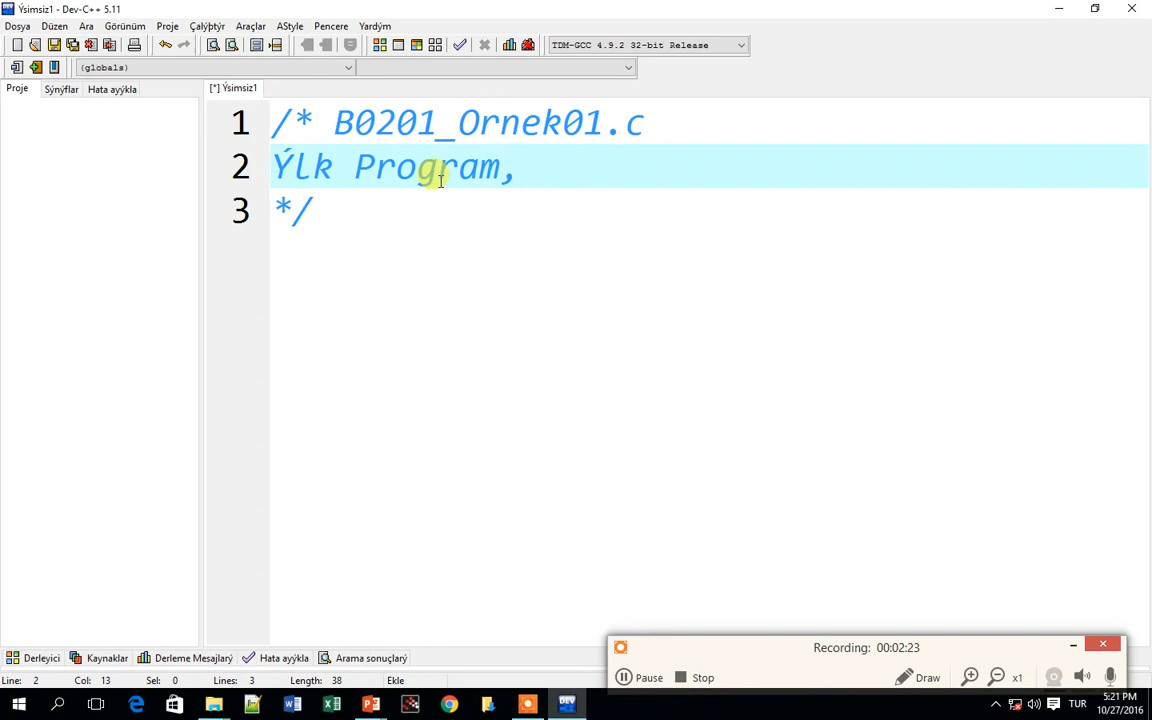 Ýsimsiz1 - Dev-C++ 5.11
Dosya Düzen Ara Görünüm Proje Çalýþtýr Araçlar AStyle Pencere Yardým
TDM-GCC 4.9.2 32-bit Release
(globals)
Proje Sýnýflar Hata ayýkla [*] Ýsimsiz1
1 /* B0201_Ornek01.c
2 Ýlk Program,
3 */
Recording: 00:02:23
Derleyici Kaynaklar Derleme Mesajlarý Hata ayýkla Arama sonuçlarý
Pause Stop Draw x1
Line: 2 Col: 13 Sel: 0 Lines: 3 Length: 38 Ekle
TUR 5:21 PM
10/27/2016